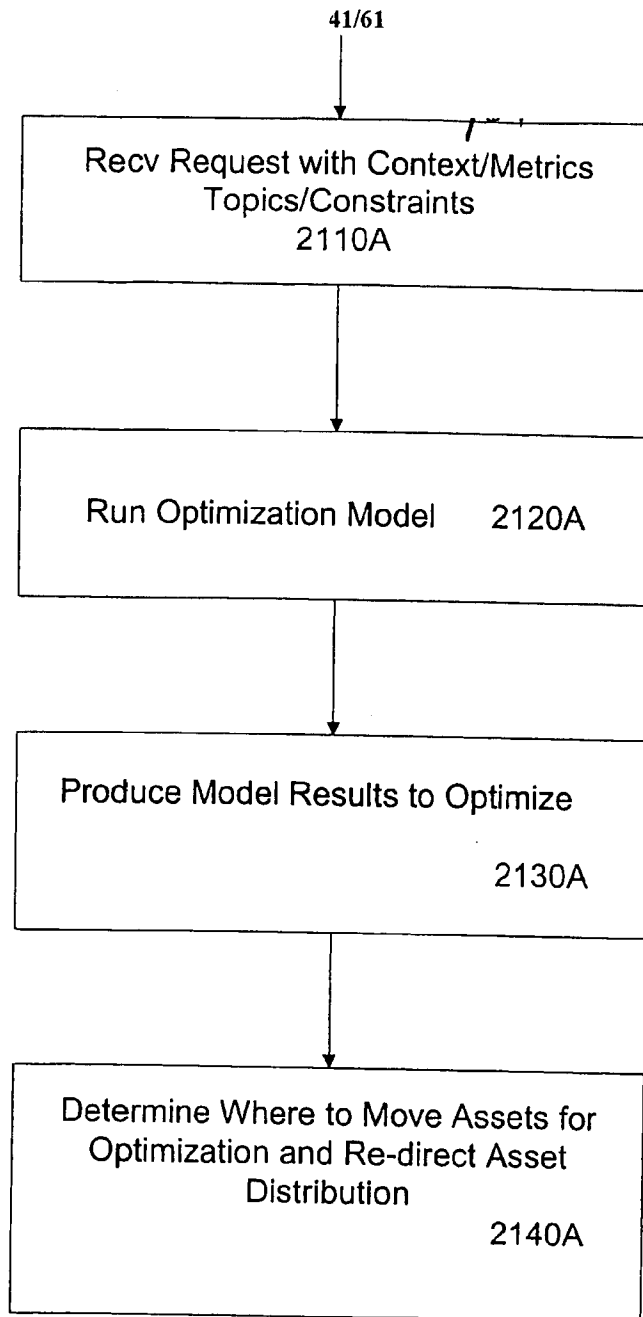 41/61
Recv Request with Context/Metrics
Topics/Constraints
2110A
Run Optimization Model 2120A
Produce Model Results to Optimize
2130A
Determine Where to Move Assets for
Optimization and Re-direct Asset
Distribution
2140A